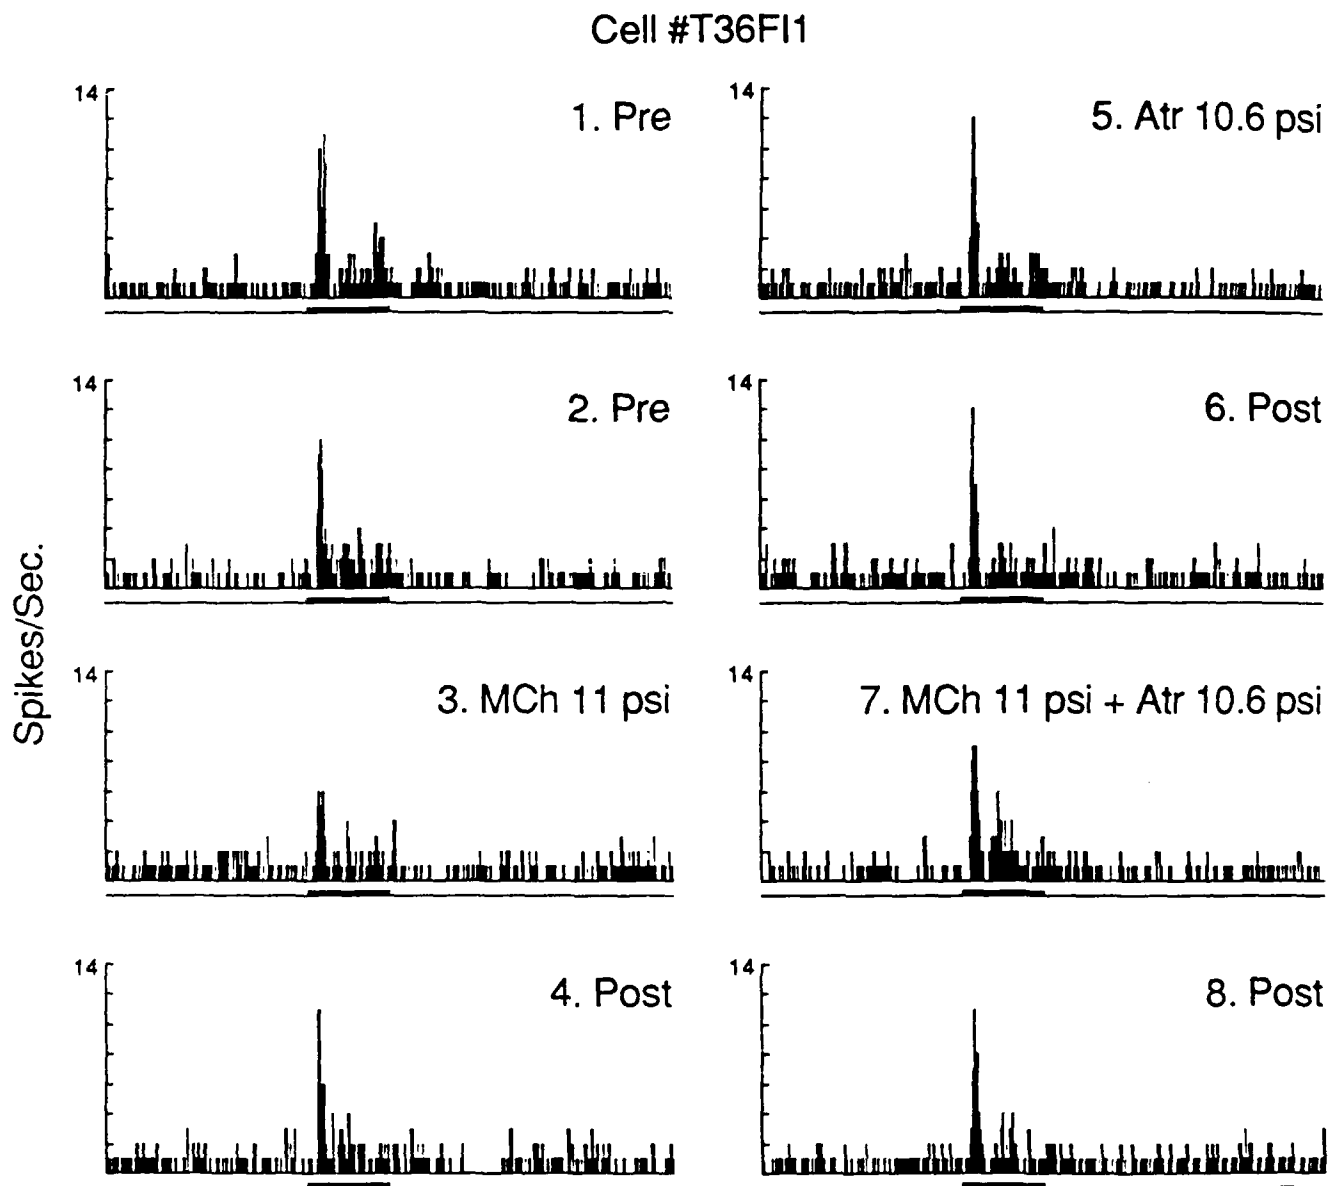 Cell #T36FI1
14
1. Pre
14
5. Atr 10.6 psi
14
2. Pre
14
6. Post
Spikes/Sec.
14
3. MCh 11 psi
14
7. MCh 11 psi + Atr 10.6 psi
14
4. Post
14
8. Post